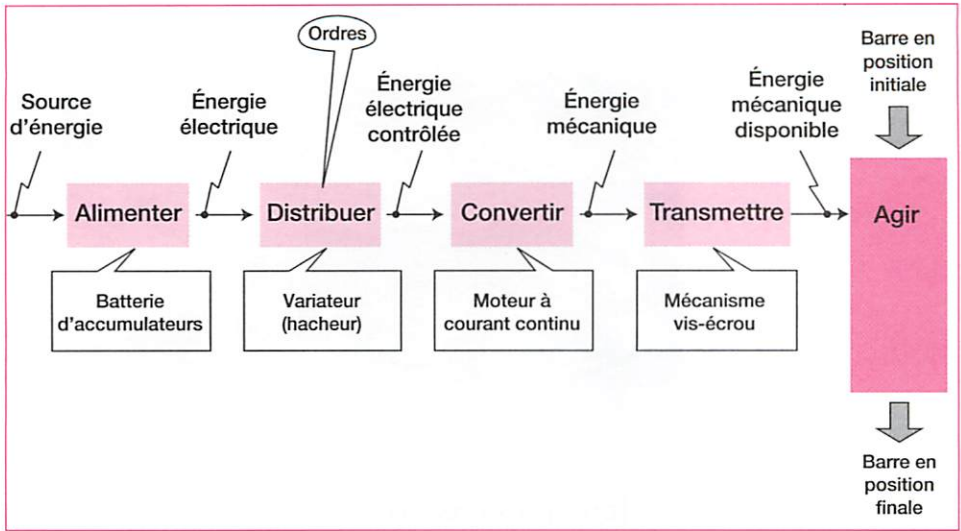 Ordres
Source
d'énergie
Énergie
électrique
Énergie
électrique
contrôlée
Énergie
mécanique
Énergie
mécanique
disponible
Barre en
position
initiale
Alimenter
Distribuer
Convertir
Transmettre
Agir
Batterie
d'accumulateurs
Variateur
(hacheur)
Moteur à
courant continu
Mécanisme
vis-écrou
Barre en
position
finale